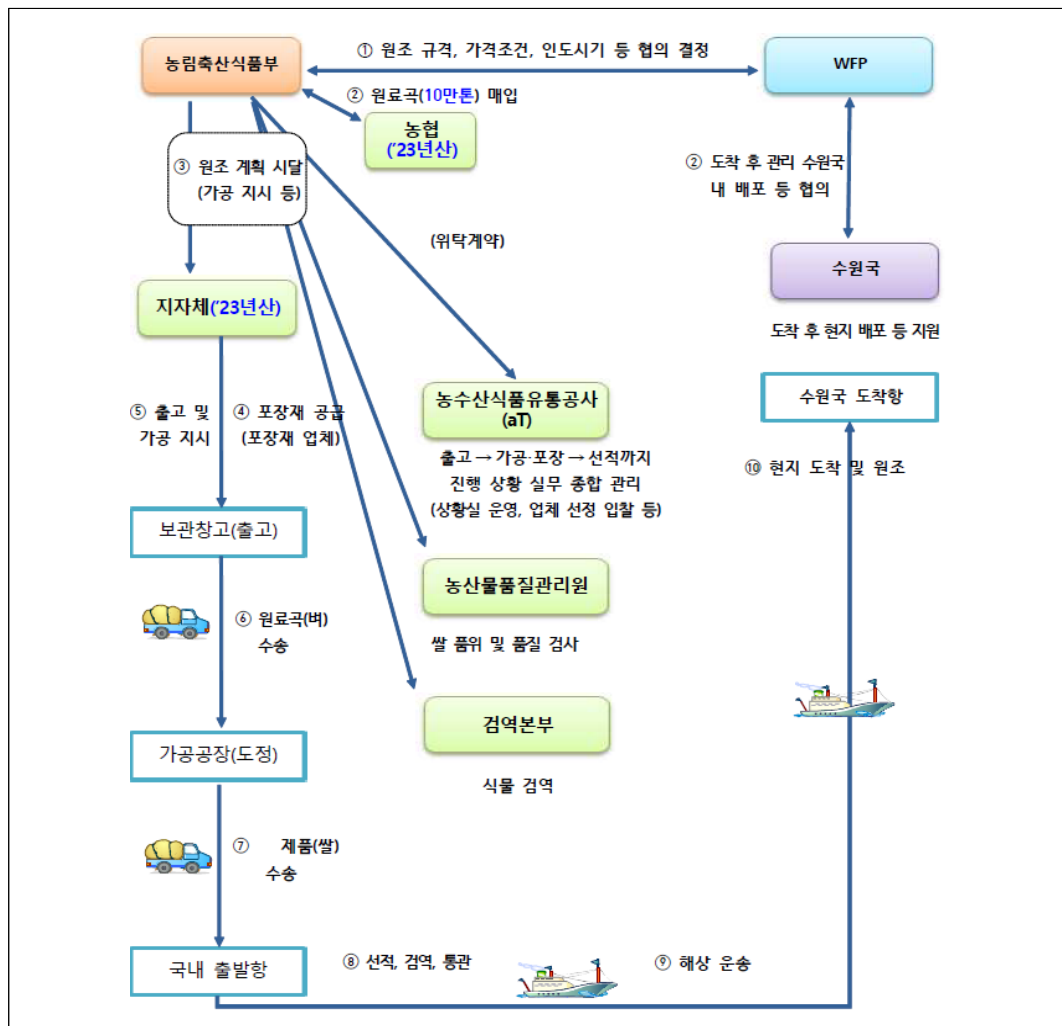 농림축산식품부
① 원조 규격, 가격조건, 인도시기 등 협의 결정
WFP
② 원료곡(10만톤) 매입
농협
('23년산)
③ 원조 계획 시달
(가공 지시 등)
② 도착 후 관리 수원국
내 배포 등 협의
(위탁계약)
수원국
지자체('23년산)
도착 후 현지 배포 등 지원
농수산식품유통공사
(aT)
수원국 도착항
⑤ 출고 및
가공 지시
④ 포장재 공급
(포장재 업체)
출고 → 가공·포장 → 선적까지
진행 상황 실무 종합 관리
(상황실 운영, 업체 선정 입찰 등)
⑩ 현지 도착 및 원조
보관창고(출고)
농산물품질관리원
⑥ 원료곡(벼)
수송
쌀 품위 및 품질 검사
검역본부
가공공장(도정)
식물 검역
⑦ 제품(쌀)
수송
국내 출발항
⑧ 선적, 검역, 통관
⑨ 해상 운송